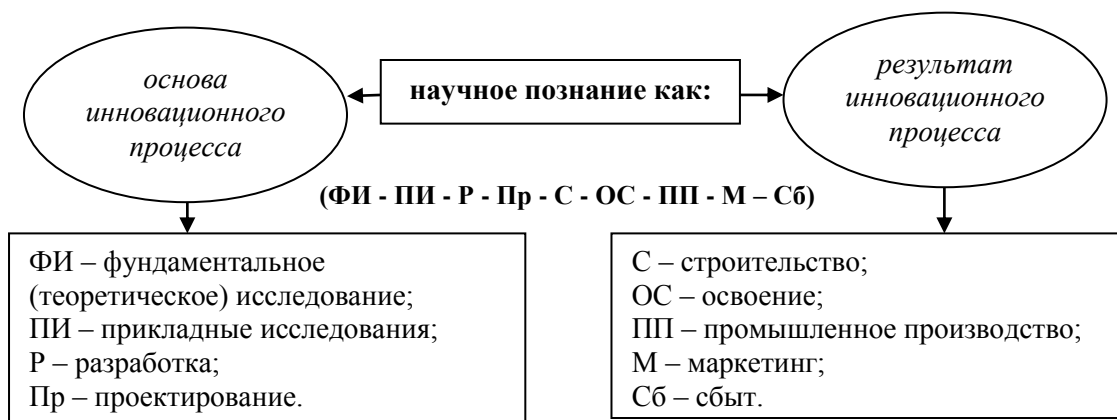 научное познание как:
основа
инновационного
процесса
результат
инновационного
процесса
(ФИ - ПИ - Р - Пр - С - ОС - ПП - М – Сб)
ФИ – фундаментальное
(теоретическое) исследование;
ПИ – прикладные исследования;
Р – разработка;
Пр – проектирование.
С – строительство;
ОС – освоение;
ПП – промышленное производство;
М – маркетинг;
Сб – сбыт.